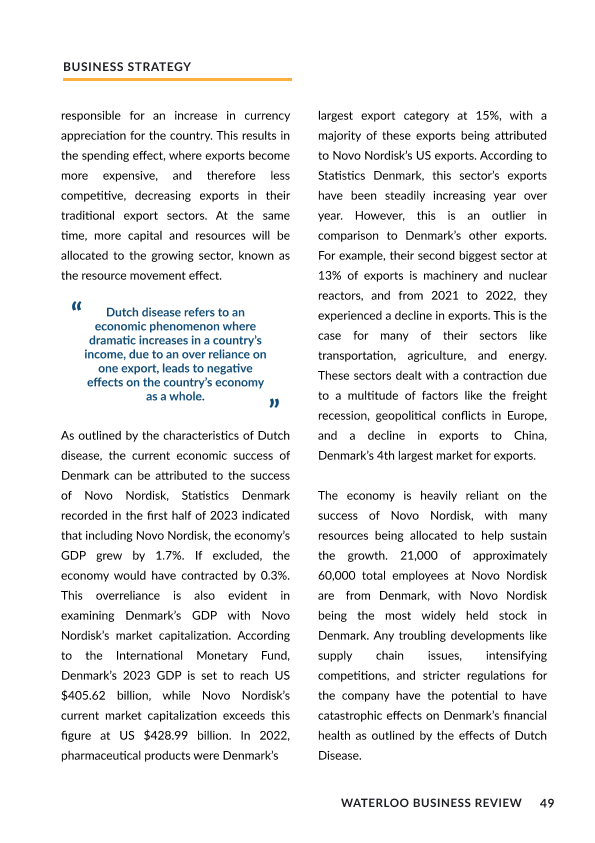 BUSINESS STRATEGY
responsible for an increase in currency
appreciation for the country. This results in
the spending effect, where exports become
more expensive, and therefore less
competitive, decreasing exports in their
traditional export sectors. At the same
time, more capital and resources will be
allocated to the growing sector, known as
the resource movement effect.
“ Dutch disease refers to an
economic phenomenon where
dramatic increases in a country’s
income, due to an over reliance on
one export, leads to negative
effects on the country’s economy
as a whole. ”
As outlined by the characteristics of Dutch
disease, the current economic success of
Denmark can be attributed to the success
of Novo Nordisk, Statistics Denmark
recorded in the first half of 2023 indicated
that including Novo Nordisk, the economy’s
GDP grew by 1.7%. If excluded, the
economy would have contracted by 0.3%.
This overreliance is also evident in
examining Denmark’s GDP with Novo
Nordisk’s market capitalization. According
to the International Monetary Fund,
Denmark’s 2023 GDP is set to reach US
$405.62 billion, while Novo Nordisk’s
current market capitalization exceeds this
figure at US $428.99 billion. In 2022,
pharmaceutical products were Denmark’s
largest export category at 15%, with a
majority of these exports being attributed
to Novo Nordisk’s US exports. According to
Statistics Denmark, this sector’s exports
have been steadily increasing year over
year. However, this is an outlier in
comparison to Denmark’s other exports.
For example, their second biggest sector at
13% of exports is machinery and nuclear
reactors, and from 2021 to 2022, they
experienced a decline in exports. This is the
case for many of their sectors like
transportation, agriculture, and energy.
These sectors dealt with a contraction due
to a multitude of factors like the freight
recession, geopolitical conflicts in Europe,
and a decline in exports to China,
Denmark’s 4th largest market for exports.
The economy is heavily reliant on the
success of Novo Nordisk, with many
resources being allocated to help sustain
the growth. 21,000 of approximately
60,000 total employees at Novo Nordisk
are from Denmark, with Novo Nordisk
being the most widely held stock in
Denmark. Any troubling developments like
supply chain issues, intensifying
competitions, and stricter regulations for
the company have the potential to have
catastrophic effects on Denmark’s financial
health as outlined by the effects of Dutch
Disease.
WATERLOO BUSINESS REVIEW 49